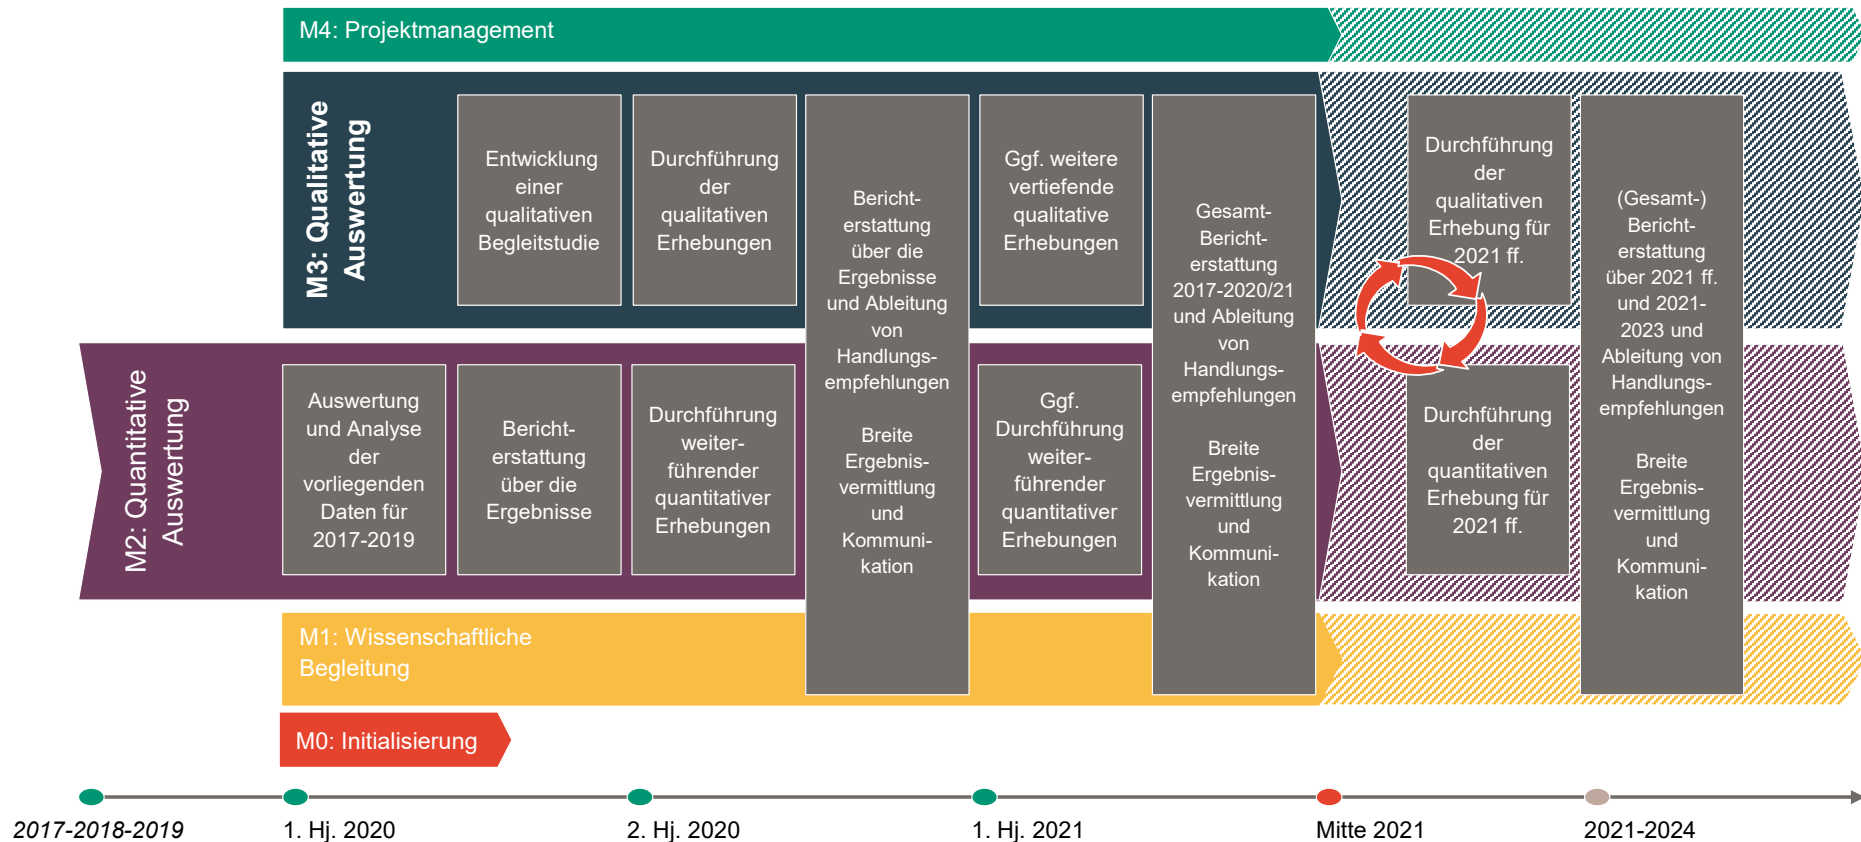 M4: Projektmanagement
M3: Qualitative
Auswertung
Entwicklung
einer
qualitativen
Begleitstudie
Durchführung
der
qualitativen
Erhebungen
Bericht-
erstattung
über die
Ergebnisse
und Ableitung
von
Handlungs-
empfehlungen
Breite
Ergebnis-
vermittlung
und
Kommuni-
kation
Ggf. weitere
vertiefende
qualitative
Erhebungen
Gesamt-
Bericht-
erstattung
2017-2020/21
und Ableitung
von
Handlungs-
empfehlungen
Breite
Ergebnis-
vermittlung
und
Kommuni-
kation
Durchführung
der
qualitativen
Erhebung für
2021 ff.
(Gesamt-)
Bericht-
erstattung
über 2021 ff.
und 2021-
2023 und
Ableitung von
Handlungs-
empfehlungen
Breite
Ergebnis-
vermittlung
und
Kommuni-
kation
M2: Quantitative
Auswertung
Auswertung
und Analyse
der
vorliegenden
Daten für
2017-2019
Bericht-
erstattung
über die
Ergebnisse
Durchführung
weiter-
führender
quantitativer
Erhebungen
Ggf.
Durchführung
weiter-
führender
quantitativer
Erhebungen
Durchführung
der
quantitativen
Erhebung für
2021 ff.
M1: Wissenschaftliche
Begleitung
M0: Initialisierung
2017-2018-2019
1. Hj. 2020
2. Hj. 2020
1. Hj. 2021
Mitte 2021
2021-2024